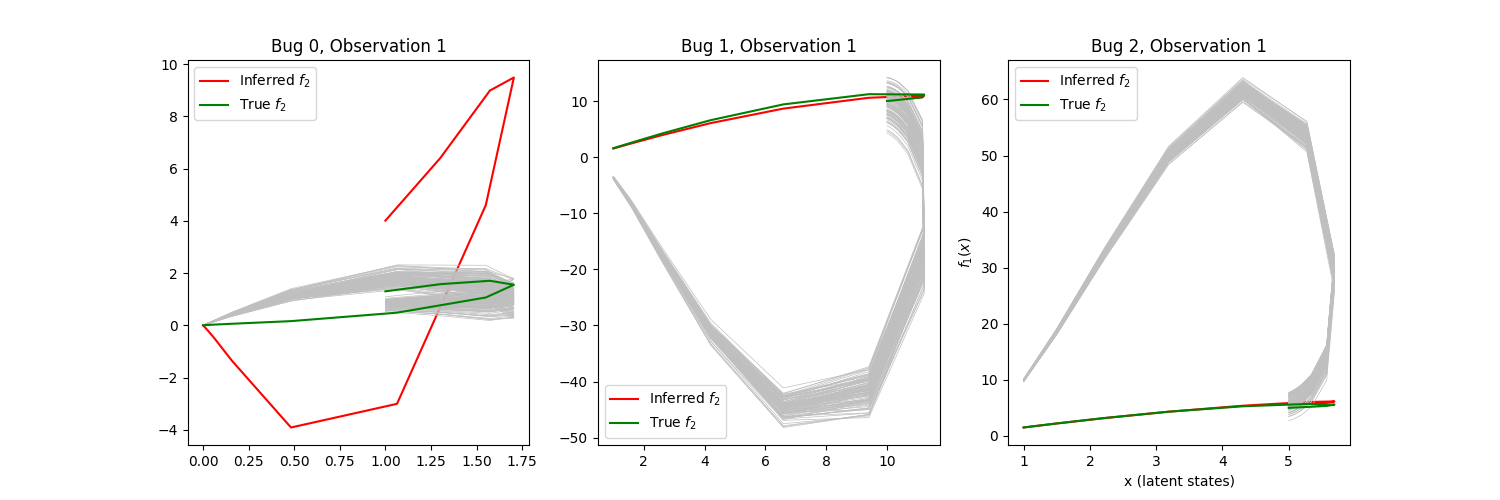 Bug 0, Observation 1
Inferred f₂
True f₂
10
8
6
4
2
0
−2
−4
0.00 0.25 0.50 0.75 1.00 1.25 1.50 1.75
Bug 1, Observation 1
10
0
−10
−20
−30
−40
−50
Inferred f₂
True f₂
2 4 6 8 10
Bug 2, Observation 1
Inferred f₂
True f₂
f₁(x)
60
50
40
30
20
10
0
1 2 3 4 5
x (latent states)